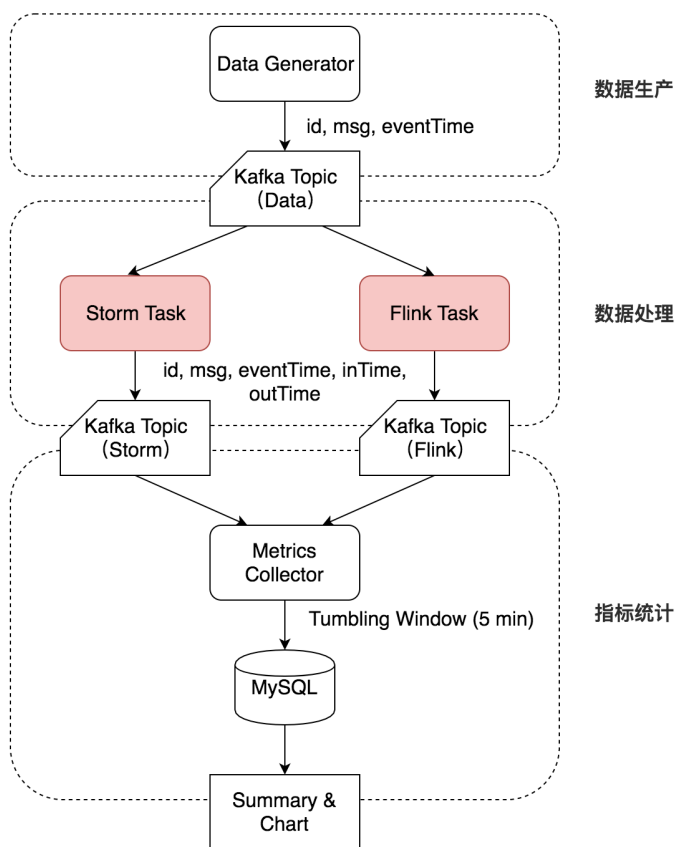 Data Generator
数据生产
id, msg, eventTime
Kafka Topic
(Data)
Storm Task
Flink Task
数据处理
id, msg, eventTime, inTime,
outTime
Kafka Topic
(Storm)
Kafka Topic
(Flink)
Metrics
Collector
指标统计
Tumbling Window (5 min)
MySQL
Summary &
Chart